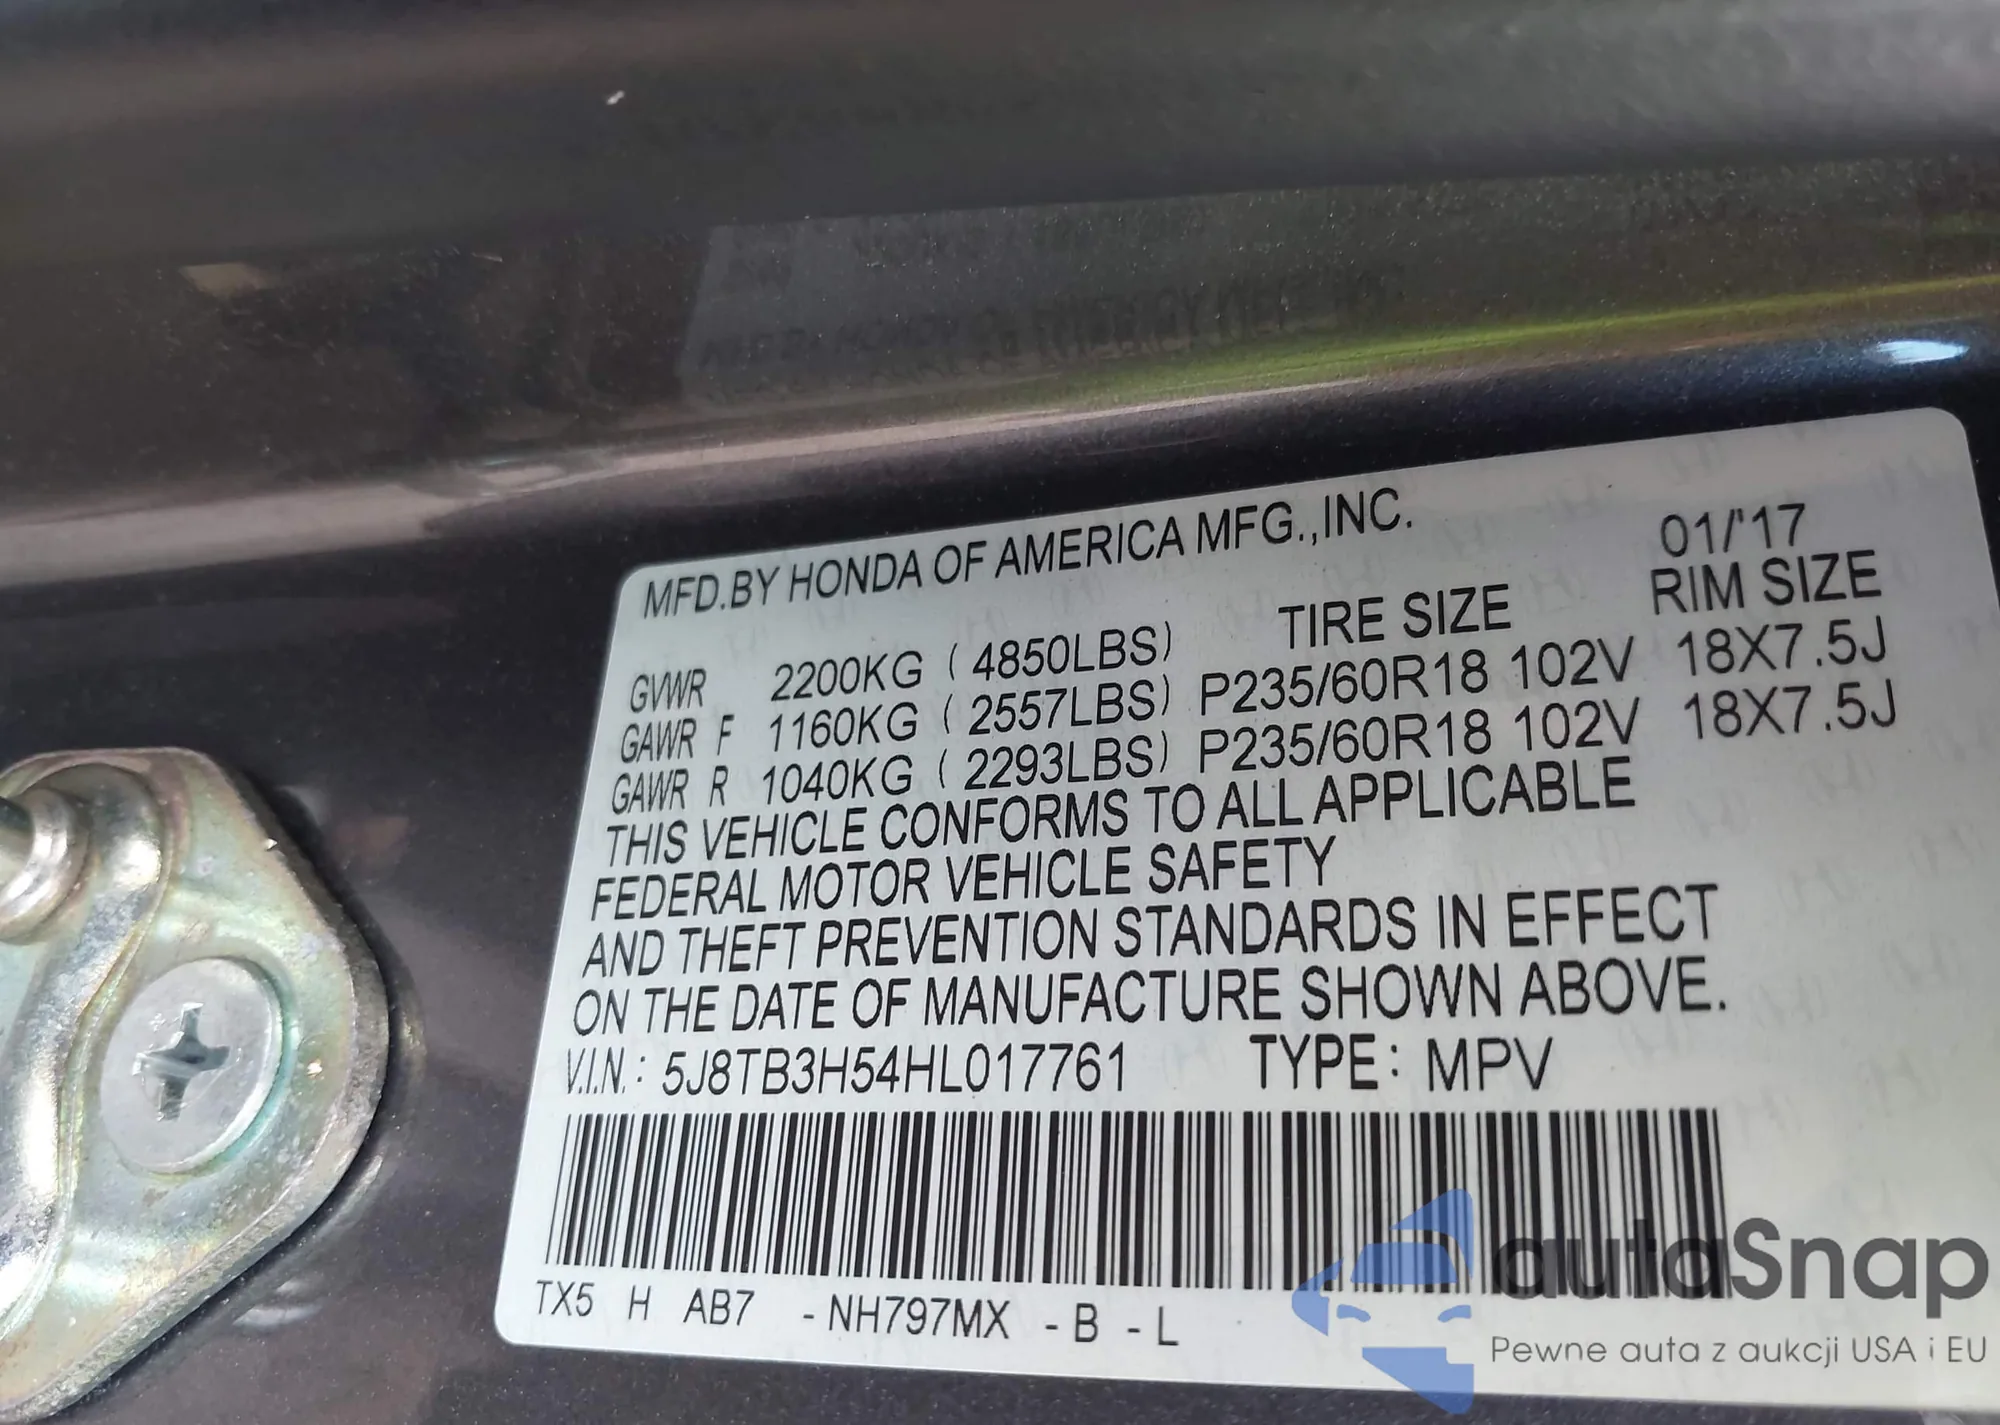 MFD.BY HONDA OF AMERICA MFG.,INC. 01/'17
TIRE SIZE RIM SIZE
GVWR 2200KG ( 4850LBS)
GAWR F 1160KG ( 2557LBS) P235/60R18 102V 18X7.5J
GAWR R 1040KG ( 2293LBS) P235/60R18 102V 18X7.5J
THIS VEHICLE CONFORMS TO ALL APPLICABLE
FEDERAL MOTOR VEHICLE SAFETY
AND THEFT PREVENTION STANDARDS IN EFFECT
ON THE DATE OF MANUFACTURE SHOWN ABOVE.
V.I.N.: 5J8TB3H54HL017761 TYPE: MPV
TX5 H AB7 -NH797MX -B -L
autaSnap
Pewne auta z aukcji USA i EU